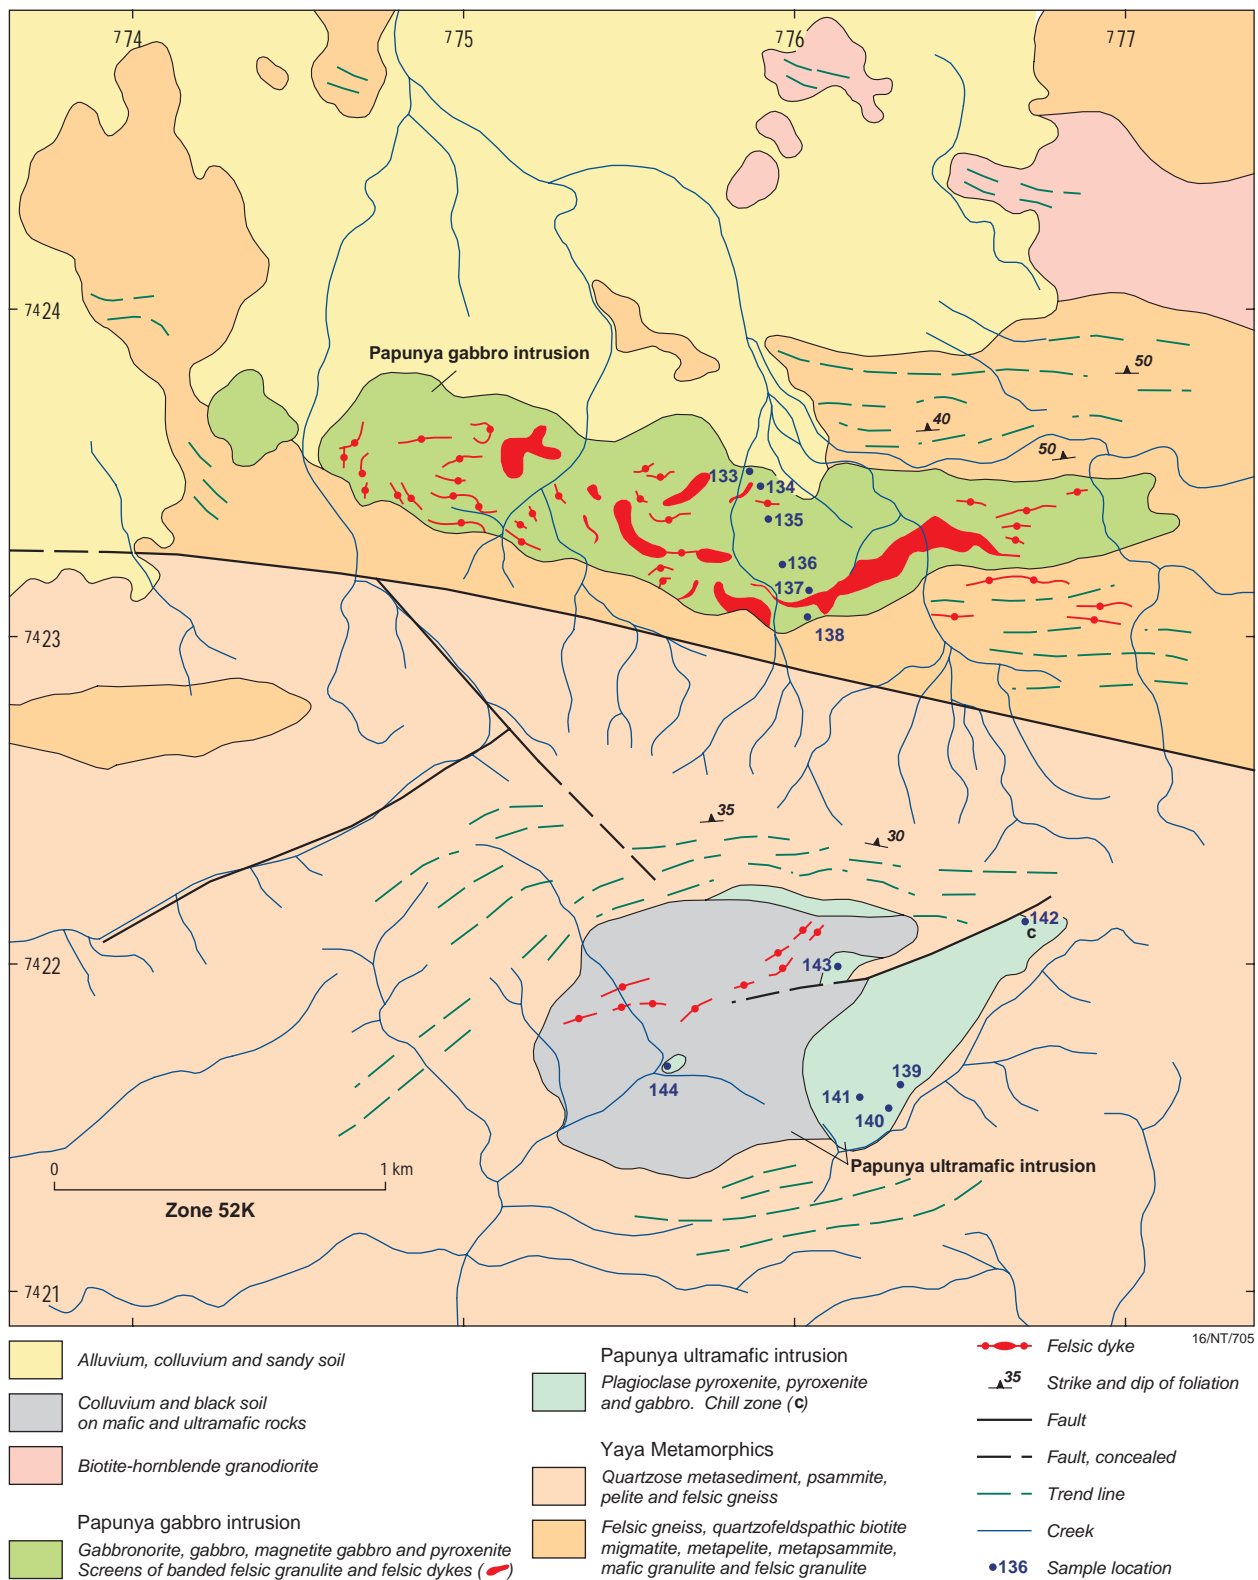 774 775 776 777
7424
Papunya gabbro intrusion
50
40
50
133
134
135
136
137
138
7423
35
30
142
c
7422
143
139
144
141
140
Papunya ultramafic intrusion
0 1 km
Zone 52K
7421
16/NT/705
Alluvium, colluvium and sandy soil
Colluvium and black soil
on mafic and ultramafic rocks
Biotite-hornblende granodiorite
Papunya gabbro intrusion
Gabbronorite, gabbro, magnetite gabbro and pyroxenite
Screens of banded felsic granulite and felsic dykes ( )
Papunya ultramafic intrusion
Plagioclase pyroxenite, pyroxenite
and gabbro. Chill zone (c)
Yaya Metamorphics
Quartzose metasediment, psammite,
pelite and felsic gneiss
Felsic gneiss, quartzofeldspathic biotite
migmatite, metapelite, metapsammite,
mafic granulite and felsic granulite
Felsic dyke
35 Strike and dip of foliation
Fault
Fault, concealed
Trend line
Creek
136 Sample location